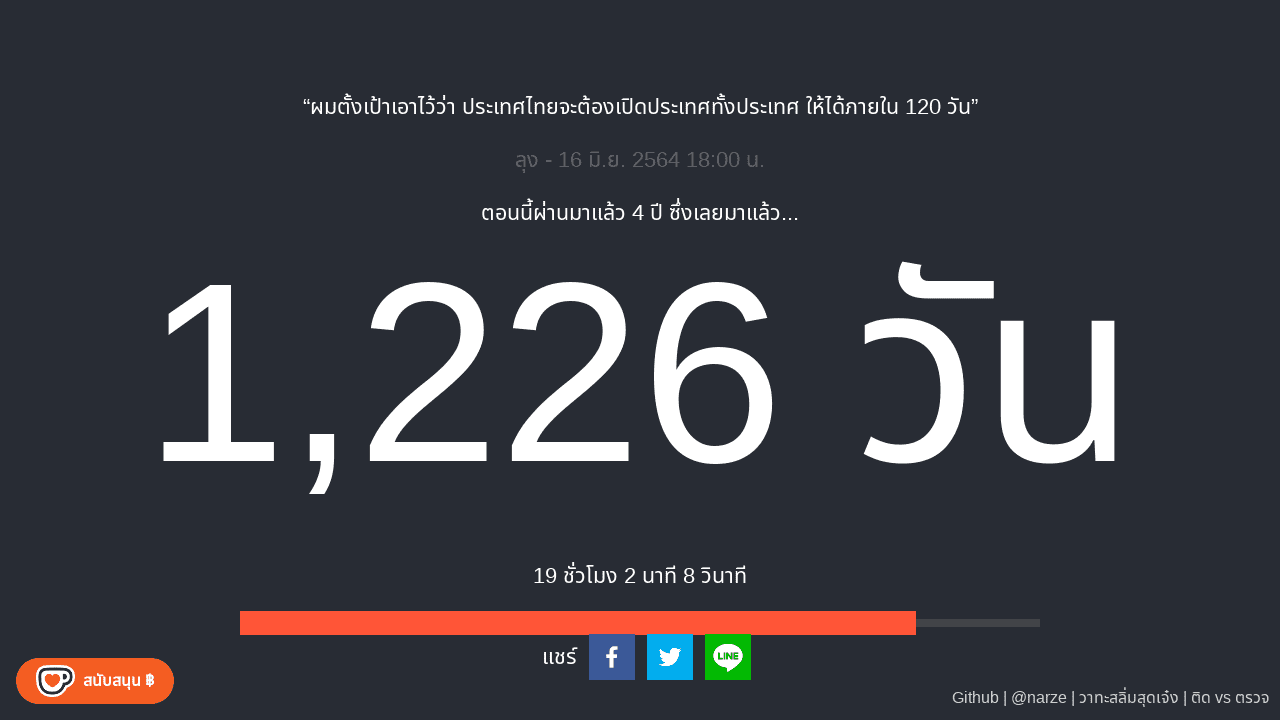 “ผมตั้งเป้าเอาไว้ว่า ประเทศไทยจะต้องเปิดประเทศทั้งประเทศ ให้ได้ภายใน 120 วัน”
ลุง - 16 มิ.ย. 2564 18:00 น.
ตอนนี้ผ่านมาแล้ว 4 ปี ซึ่งเลยมาแล้ว...
1,226 วัน
19 ชั่วโมง 2 นาที 8 วินาที
แชร์
LINE
สนับสนุน ฿
Github | @narze | วาทะสลิ่มสุดเจ๋ง | ติด vs ตรวจ